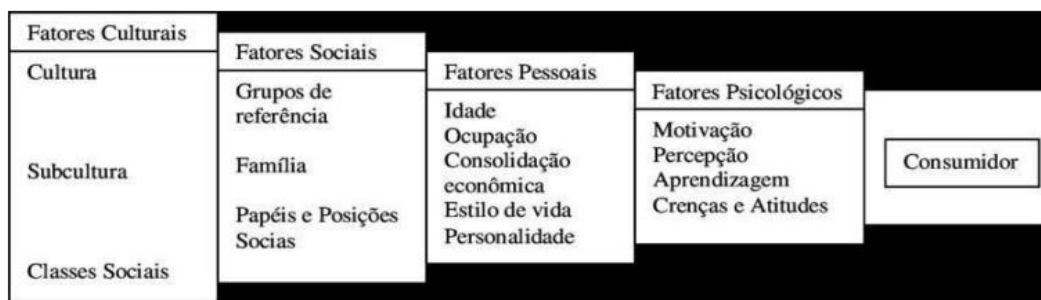 Fatores Culturais
Cultura
Subcultura
Classes Sociais
Fatores Sociais
Grupos de
referência
Família
Papéis e Posições
Socias
Fatores Pessoais
Idade
Ocupação
Consolidação
econômica
Estilo de vida
Personalidade
Fatores Psicológicos
Motivação
Percepção
Aprendizagem
Crenças e Atitudes
Consumidor